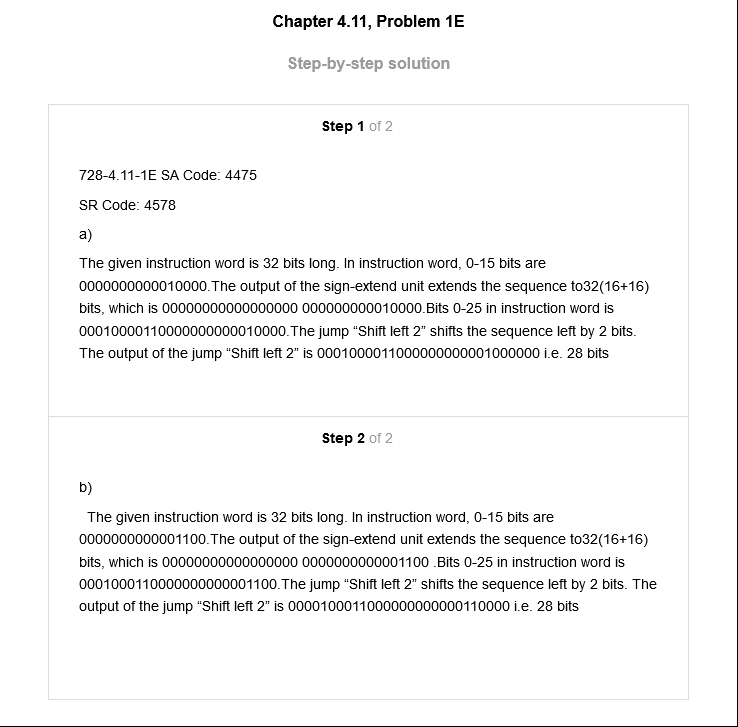 Chapter 4.11, Problem 1E
Step-by-step solution
Step 1 of 2
728-4.11-1E SA Code: 4475
SR Code: 4578
a)
The given instruction word is 32 bits long. In instruction word, 0-15 bits are
0000000000010000.The output of the sign-extend unit extends the sequence to32(16+16)
bits, which is 00000000000000000 000000000010000.Bits 0-25 in instruction word is
00010000110000000000010000.The jump “Shift left 2” shifts the sequence left by 2 bits.
The output of the jump “Shift left 2” is 0001000011000000000001000000 i.e. 28 bits
Step 2 of 2
b)
The given instruction word is 32 bits long. In instruction word, 0-15 bits are
0000000000001100.The output of the sign-extend unit extends the sequence to32(16+16)
bits, which is 00000000000000000 0000000000001100 .Bits 0-25 in instruction word is
00010001100000000000001100.The jump “Shift left 2” shifts the sequence left by 2 bits. The
output of the jump “Shift left 2” is 0000100011000000000000110000 i.e. 28 bits